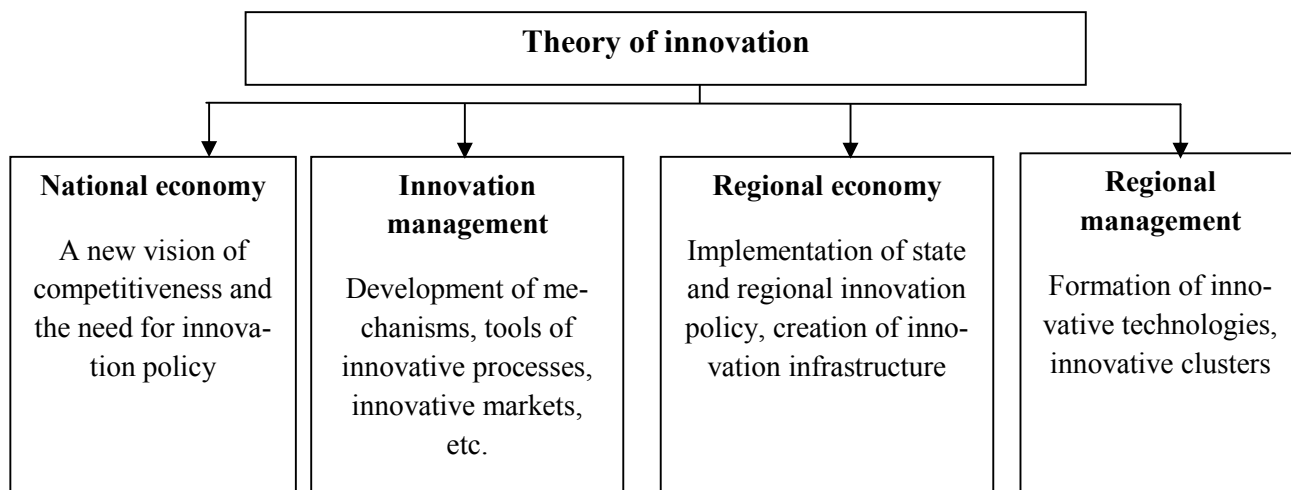 Theory of innovation
National economy
A new vision of
competitiveness and
the need for innova-
tion policy
Innovation
management
Development of me-
chanisms, tools of
innovative processes,
innovative markets,
etc.
Regional economy
Implementation of state
and regional innovation
policy, creation of inno-
vation infrastructure
Regional
management
Formation of inno-
vative technologies,
innovative clusters